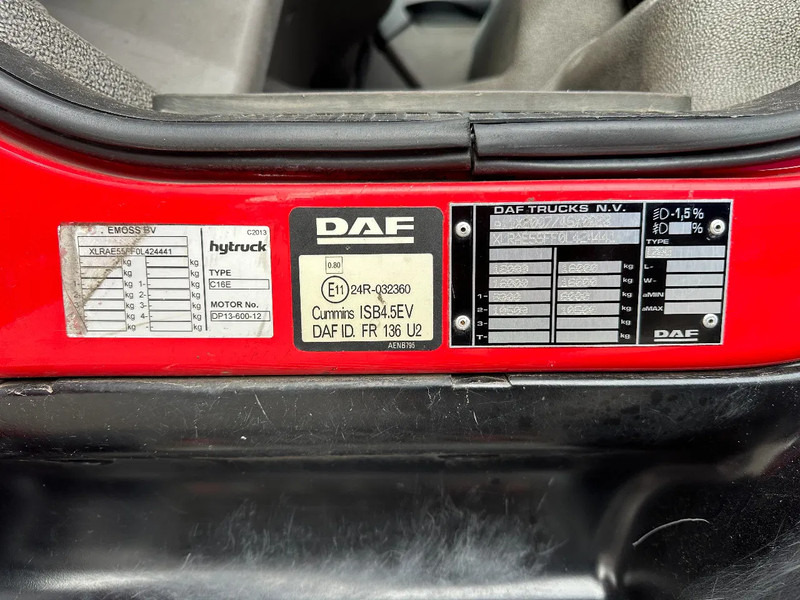 . EMOSS BV
XLRAE55FF0L424441
kg kg
kg kg
1- kg 1- kg
2- kg 2- kg
3- kg 3- kg
4- kg 4- kg
C2013
hytruck
TYPE
C16E
MOTOR No.
DP13-600-12
DAF
0.80
E11 24R-032360
Cummins ISB4.5EV
DAF ID. FR 136 U2
AENB795
DAF TRUCKS N.V.
kg
kg
1- kg
2- kg
3- kg
T- kg
-1,5%
%
TYPE
L-
W-
aMIN
aMAX
DAF